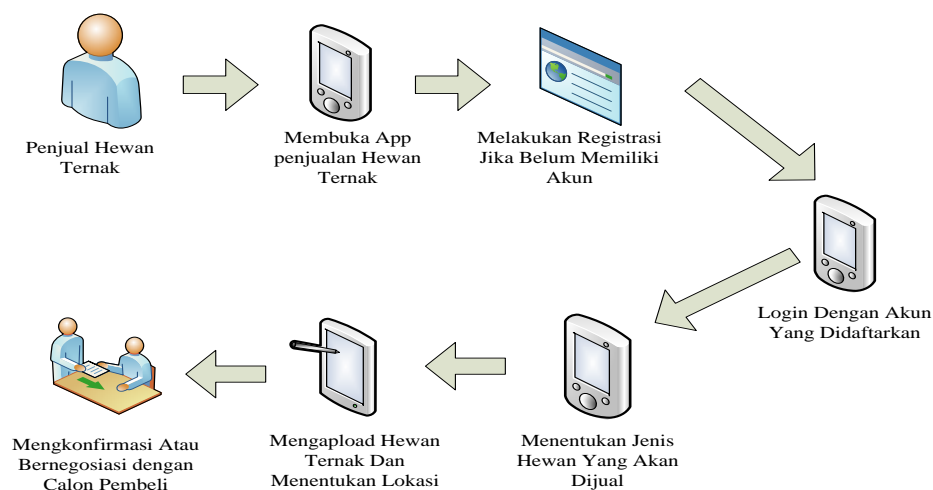 Penjual Hewan
Ternak
Membuka App
penjualan Hewan
Ternak
Melakukan Registrasi
Jika Belum Memiliki
Akun
Login Dengan Akun
Yang Didaftarkan
Menentukan Jenis
Hewan Yang Akan
Dijual
Mengapload Hewan
Ternak Dan
Menentukan Lokasi
Mengkonfirmasi Atau
Bernegosiasi dengan
Calon Pembeli